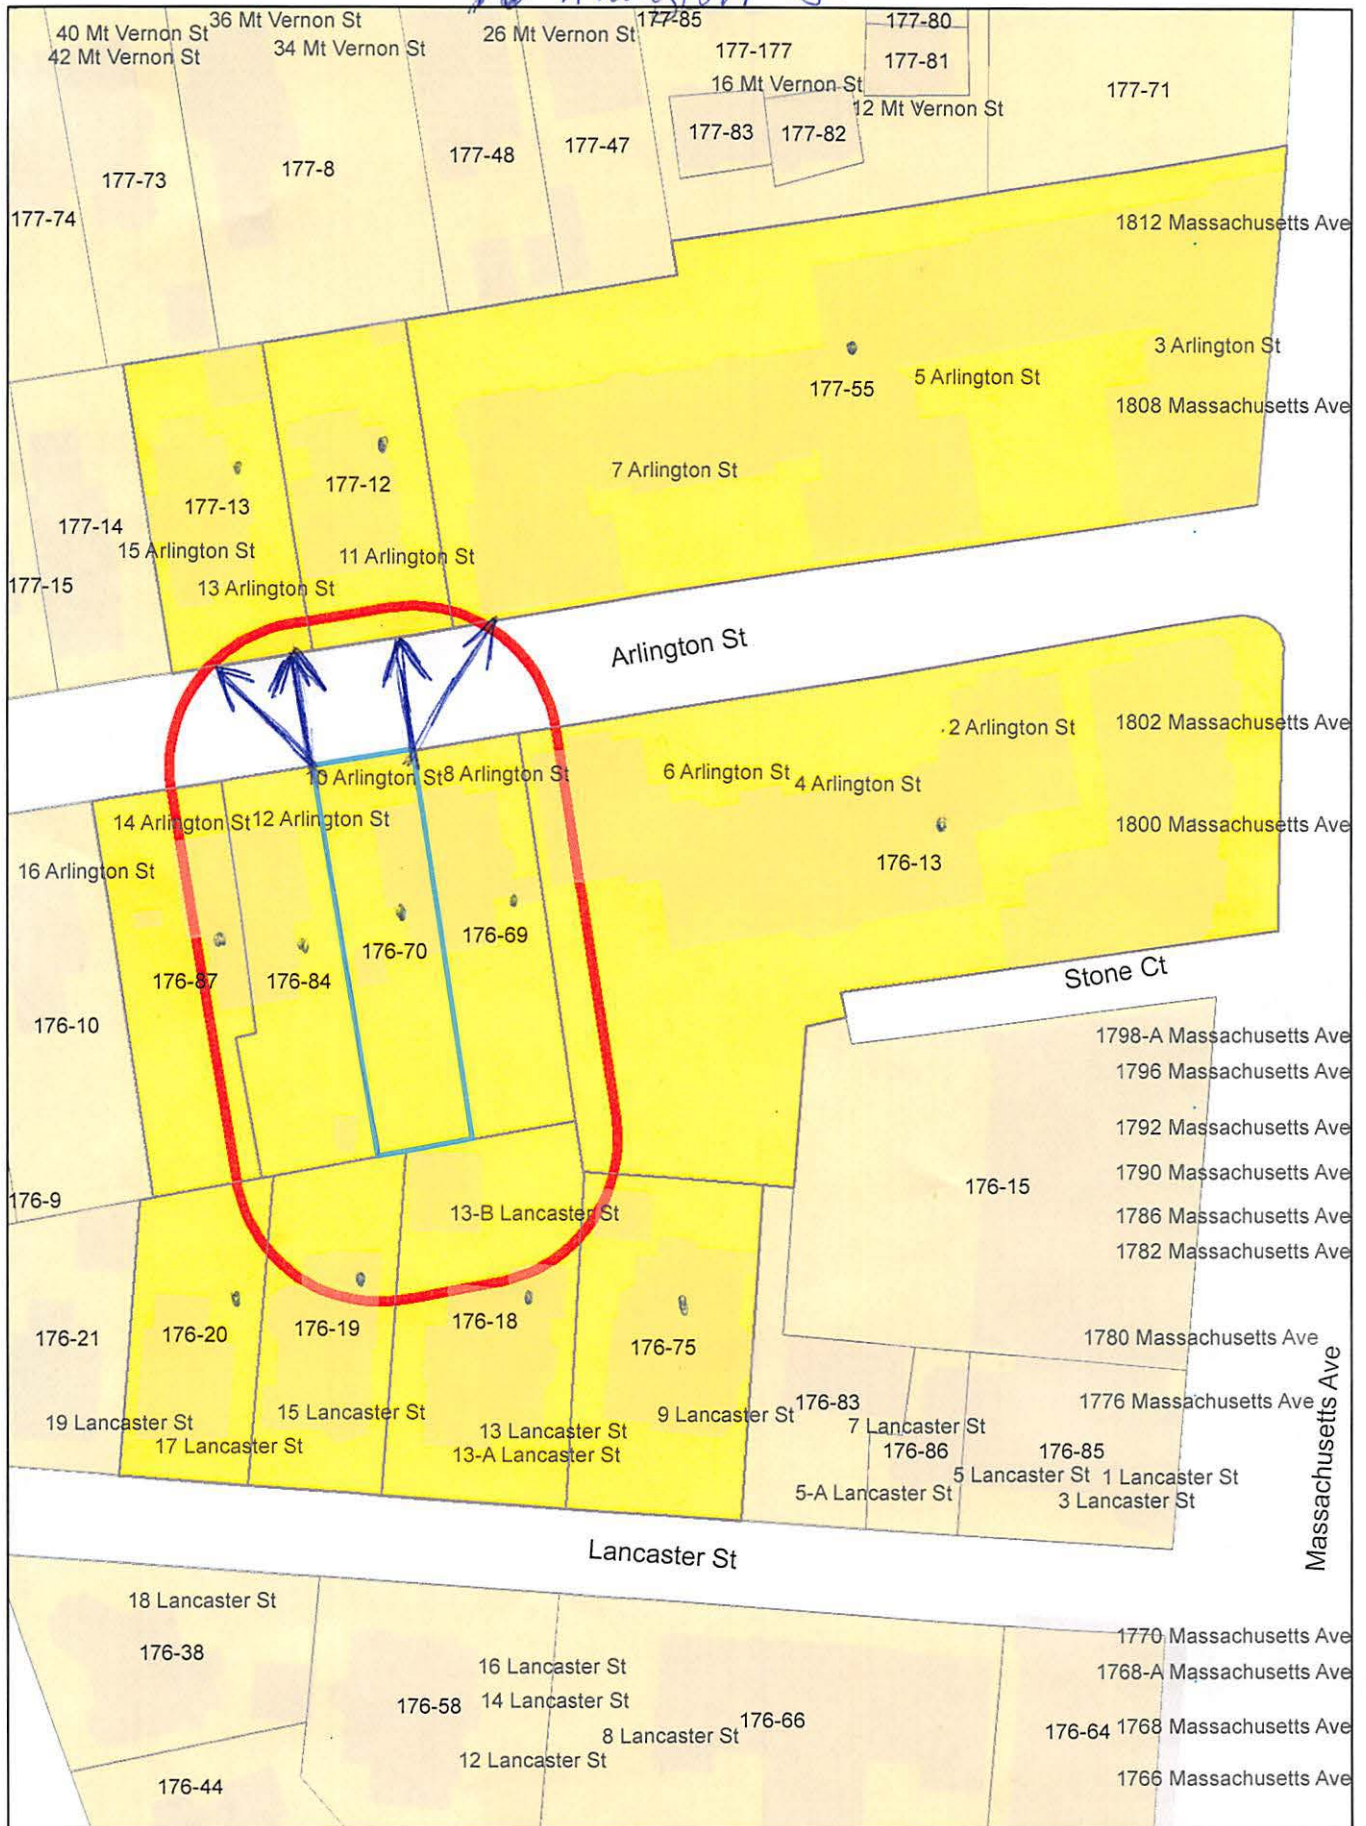 36 Mt Vernon St
177-85
177-80
40 Mt Vernon St
26 Mt Vernon St
34 Mt Vernon St
177-177
42 Mt Vernon St
177-81
16 Mt Vernon St
177-71
12 Mt Vernon St
177-83
177-82
177-47
177-48
177-8
177-73
177-74
1812 Massachusetts Ave
3 Arlington St
5 Arlington St
177-55
1808 Massachusetts Ave
7 Arlington St
177-12
177-13
177-14
15 Arlington St
11 Arlington St
177-15
13 Arlington St
Arlington St
2 Arlington St
1802 Massachusetts Ave
10 Arlington St
8 Arlington St
6 Arlington St
4 Arlington St
14 Arlington St
12 Arlington St
1800 Massachusetts Ave
16 Arlington St
176-13
176-69
176-70
176-84
176-87
Stone Ct
176-10
1798-A Massachusetts Ave
1796 Massachusetts Ave
1792 Massachusetts Ave
1790 Massachusetts Ave
176-15
176-9
13-B Lancaster St
1786 Massachusetts Ave
1782 Massachusetts Ave
176-18
176-19
176-20
176-21
1780 Massachusetts Ave
176-75
Massachusetts Ave
176-83
1776 Massachusetts Ave
9 Lancaster St
15 Lancaster St
19 Lancaster St
7 Lancaster St
13 Lancaster St
17 Lancaster St
176-86
176-85
13-A Lancaster St
5 Lancaster St
1 Lancaster St
5-A Lancaster St
3 Lancaster St
Lancaster St
18 Lancaster St
1770 Massachusetts Ave
176-38
16 Lancaster St
1768-A Massachusetts Ave
176-58
14 Lancaster St
176-66
8 Lancaster St
176-64
1768 Massachusetts Ave
12 Lancaster St
1766 Massachusetts Ave
176-44